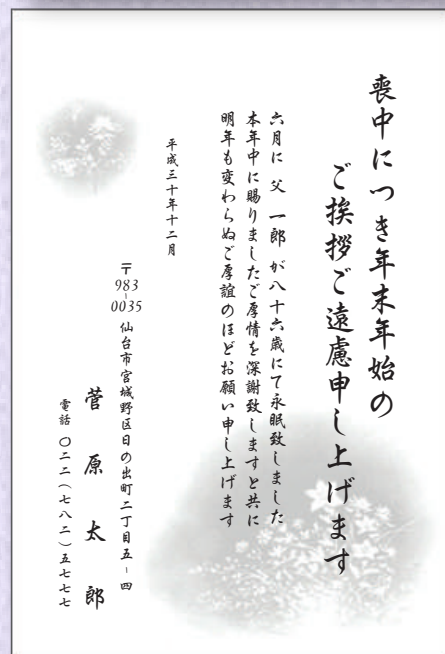 喪中につき年末年始の
ご挨拶ご遠慮申し上げます
六月に 父 一郎 が八十六歳にて永眠致しました
本年中に賜りましたご厚情を深謝致しますと共に
明年も変わらぬご厚誼のほどお願い申し上げます
平成三十年十二月
〒983-0035 仙台市宮城野区日の出町二丁目五-四
菅原太郎
電話 〇二二(七八二)五七七七